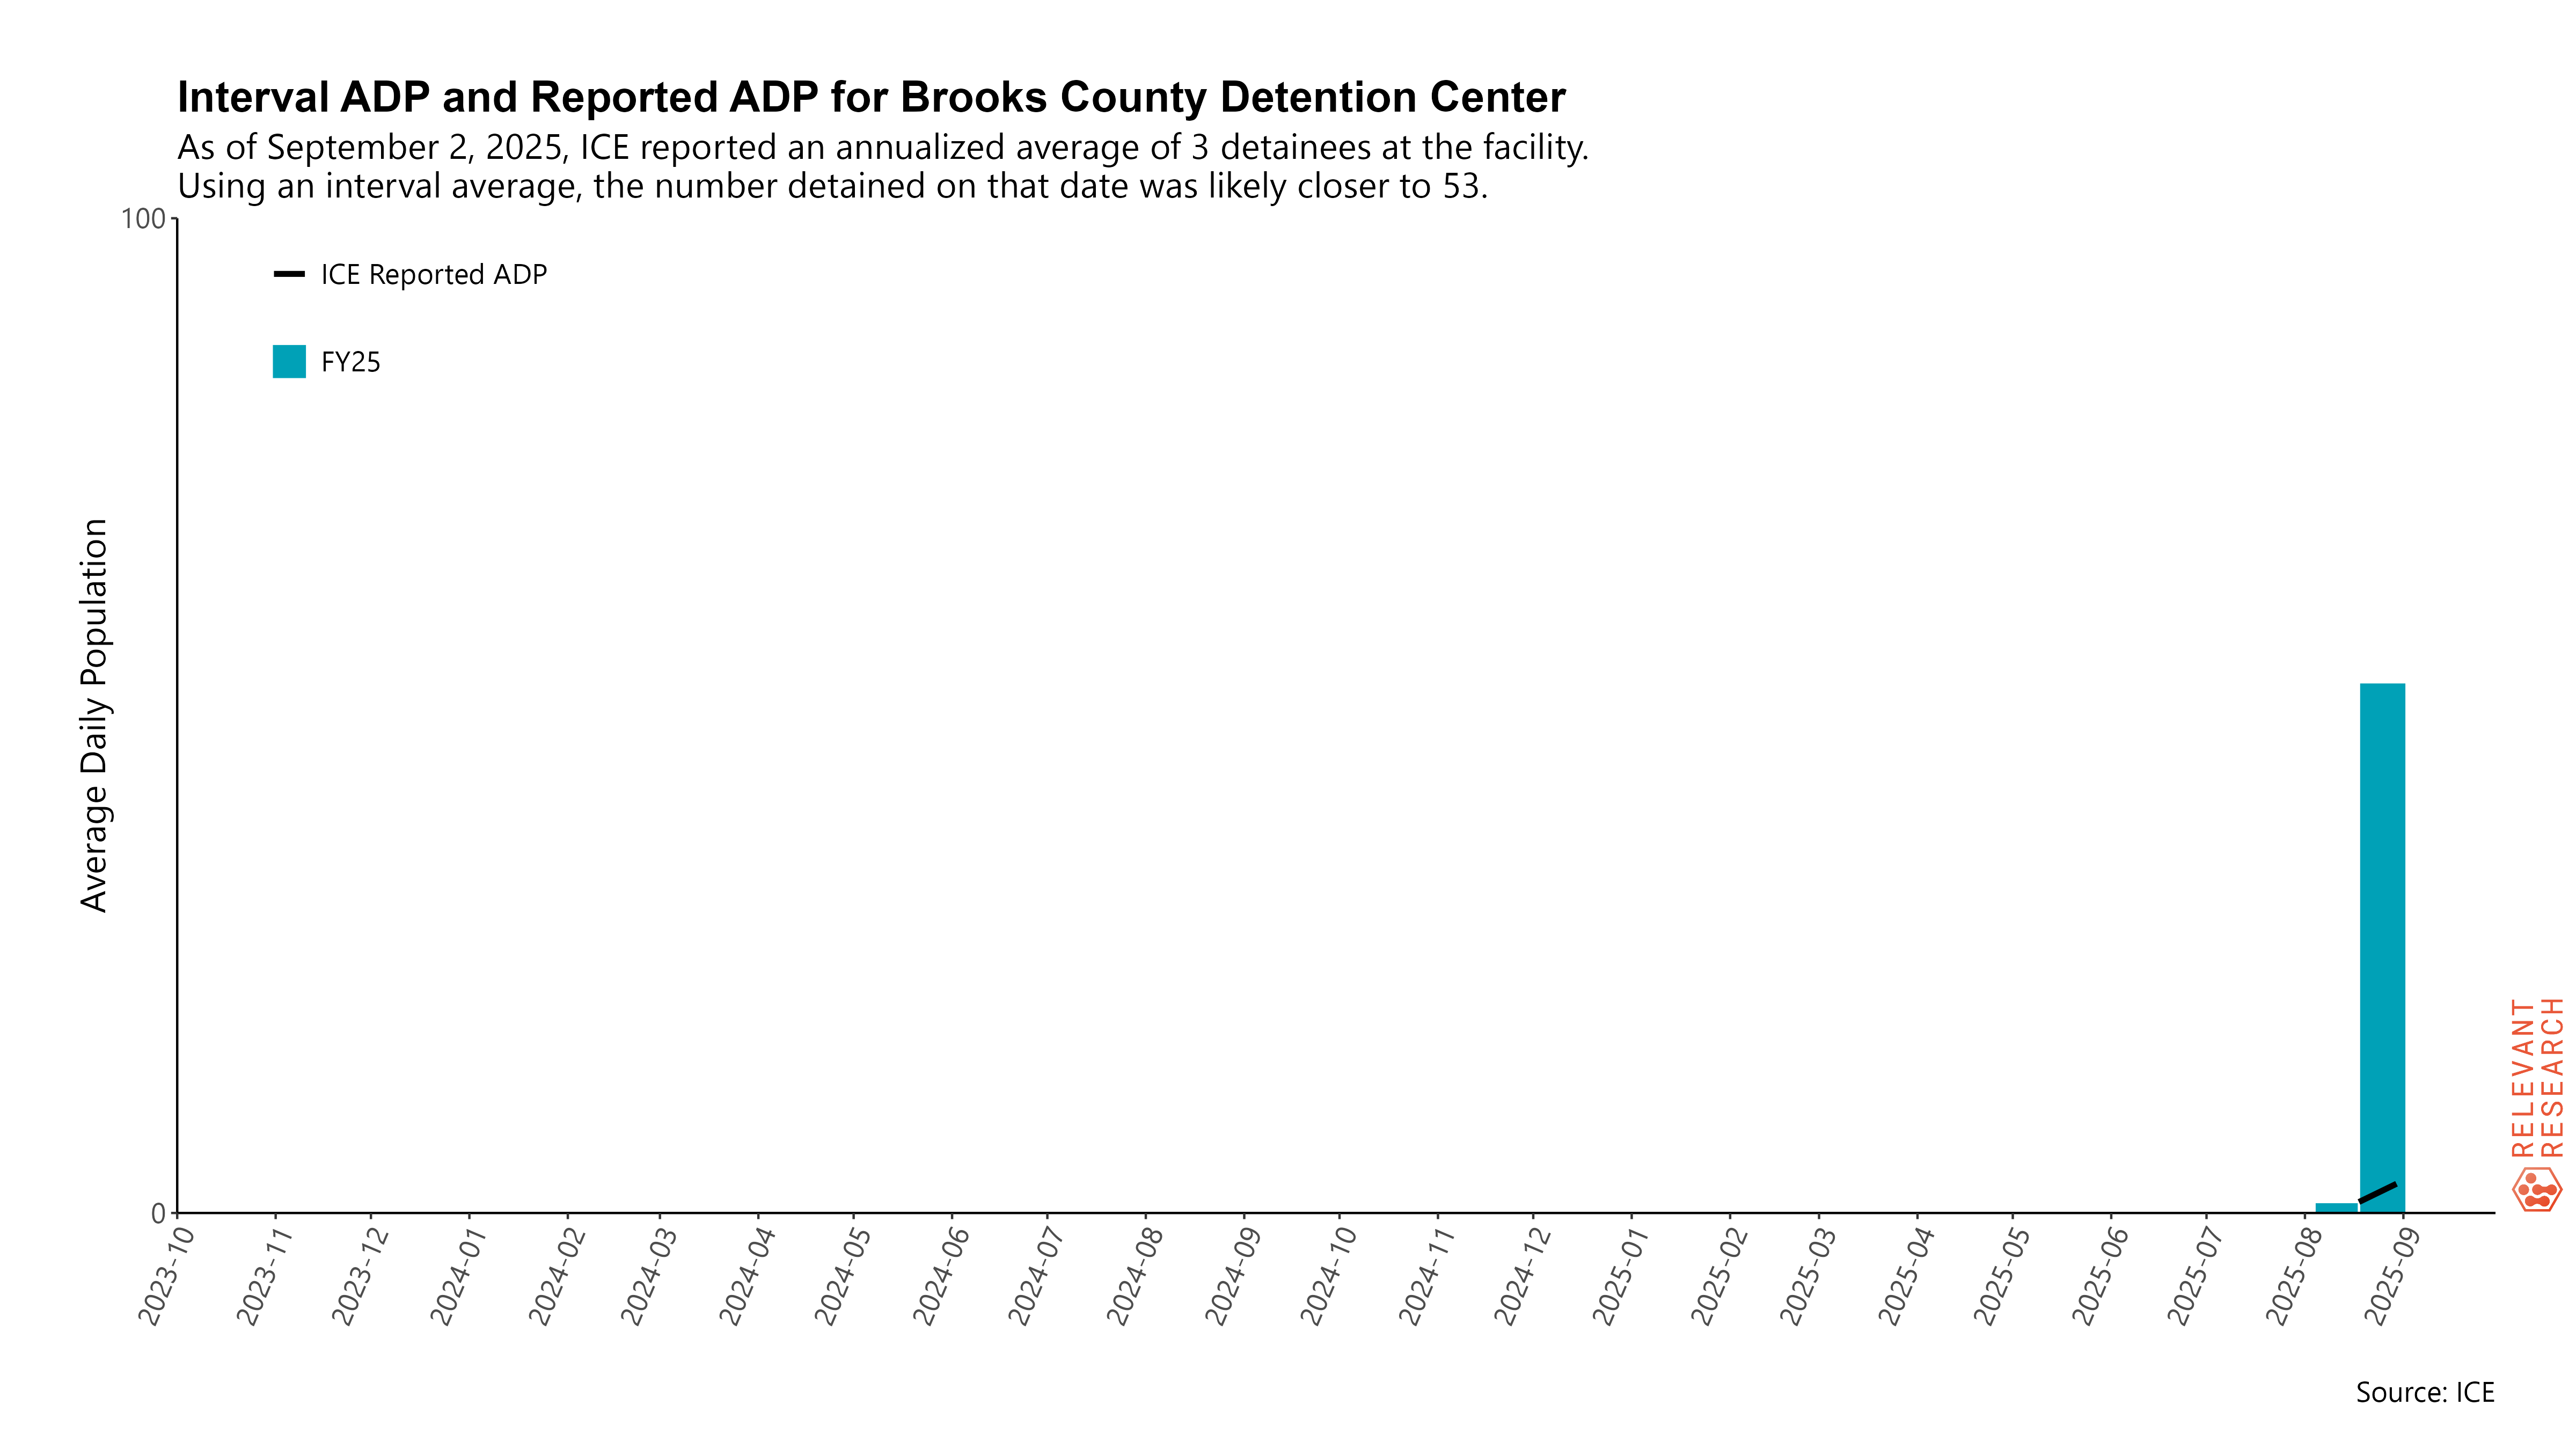 Interval ADP and Reported ADP for Brooks County Detention Center
As of September 2, 2025, ICE reported an annualized average of 3 detainees at the facility.
Using an interval average, the number detained on that date was likely closer to 53.
100
ICE Reported ADP
FY25
Average Daily Population
0
2023-10
2023-11
2023-12
2024-01
2024-02
2024-03
2024-04
2024-05
2024-06
2024-07
2024-08
2024-09
2024-10
2024-11
2024-12
2025-01
2025-02
2025-03
2025-04
2025-05
2025-06
2025-07
2025-08
2025-09
RELEVANT
RESEARCH
Source: ICE